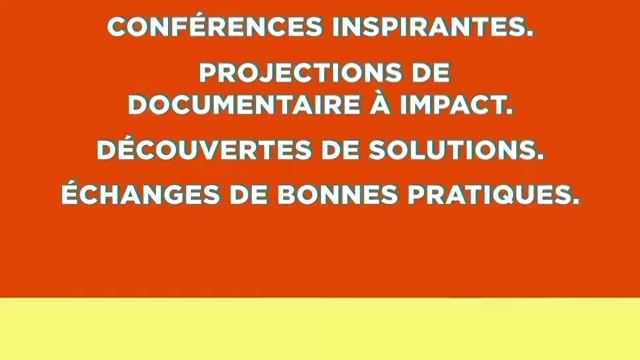 CONFÉRENCES INSPIRANTES.
PROJECTIONS DE
DOCUMENTAIRE À IMPACT.
DÉCOUVERTES DE SOLUTIONS.
ÉCHANGES DE BONNES PRATIQUES.